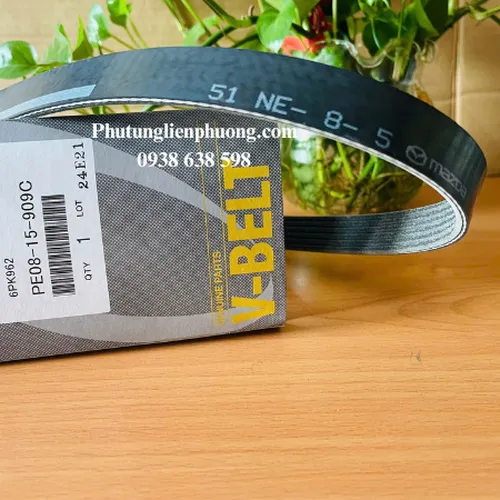 51 NE- 8- 5 mazda
Phutunglienphuong.com
0938 638 598
6PK962
PE08-15-909C
QTY 1
LOT 24E21
GENUINE PARTS
V-BELT